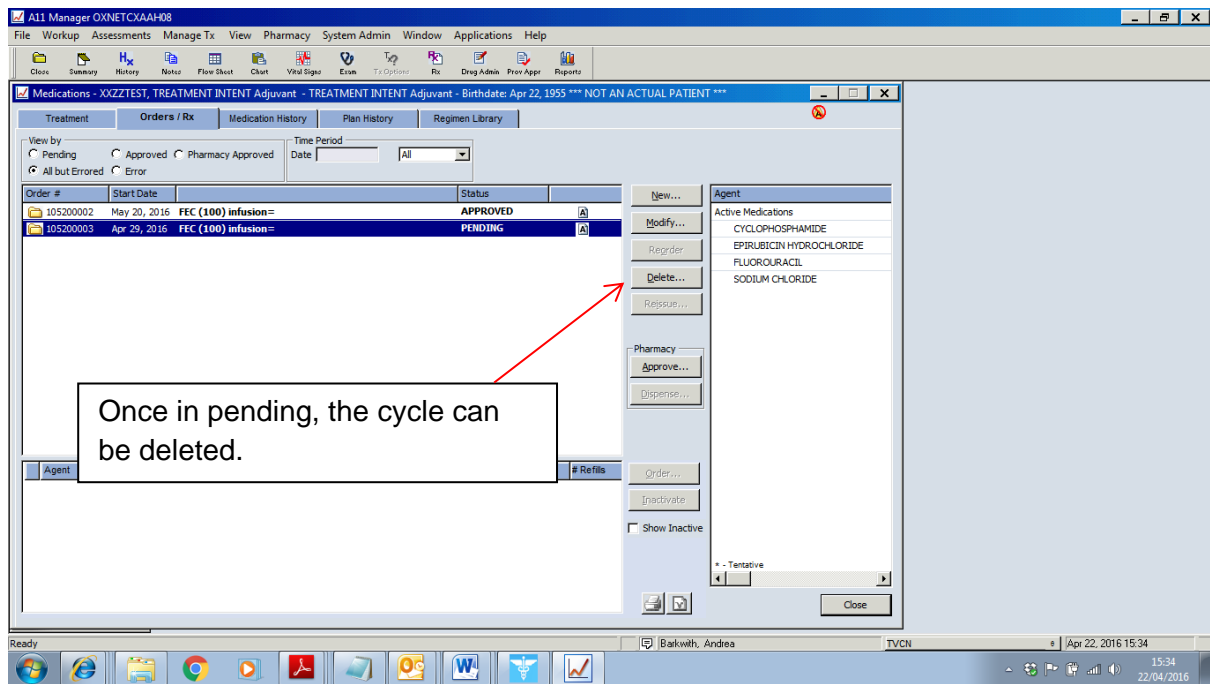 A11 Manager OXNETCXAAH08
File Workup Assessments Manage Tx View Pharmacy System Admin Window Applications Help
Close Summary History Notes Flow Sheet Chart Vital Signs Exam Tx Options Rx Drug Admin Prov Appr Reports
Medications - XXZZTEST, TREATMENT INTENT Adjuvant - TREATMENT INTENT Adjuvant - Birthdate: Apr 22, 1955 *** NOT AN ACTUAL PATIENT ***
Treatment Orders / Rx Medication History Plan History Regimen Library
View by Time Period
Pending Approved Pharmacy Approved Date All
All but Errored Error
Order # Start Date Status
105200002 May 20, 2016 FEC (100) infusion= APPROVED A
105200003 Apr 29, 2016 FEC (100) infusion= PENDING A
New...
Modify...
Reorder
Delete...
Reissue...
Pharmacy
Approve...
Dispense...
Agent
Active Medications
CYCLOPHOSPHAMIDE
EPIRUBICIN HYDROCHLORIDE
FLUOROURACIL
SODIUM CHLORIDE
Once in pending, the cycle can
be deleted.
Agent # Refills
Order...
Inactivate
Show Inactive
* - Tentative
Close
Ready Barkwith, Andrea TVCN Apr 22, 2016 15:34
15:34
22/04/2016